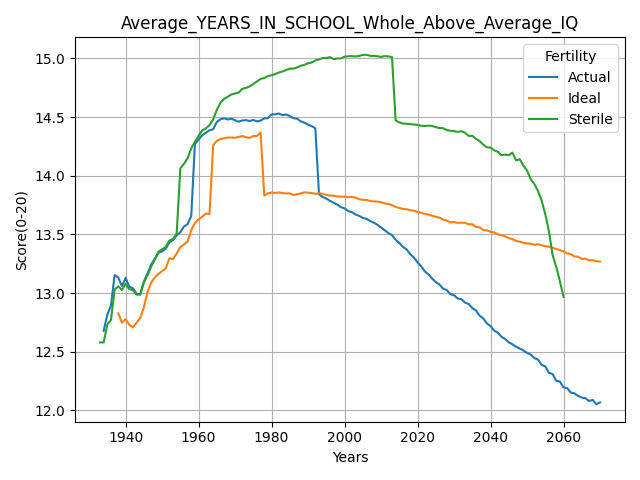 Average_YEARS_IN_SCHOOL_Whole_Above_Average_IQ
Fertility
Actual
Ideal
Sterile
Score(0-20)
15.0
14.5
14.0
13.5
13.0
12.5
12.0
1940 1960 1980 2000 2020 2040 2060
Years